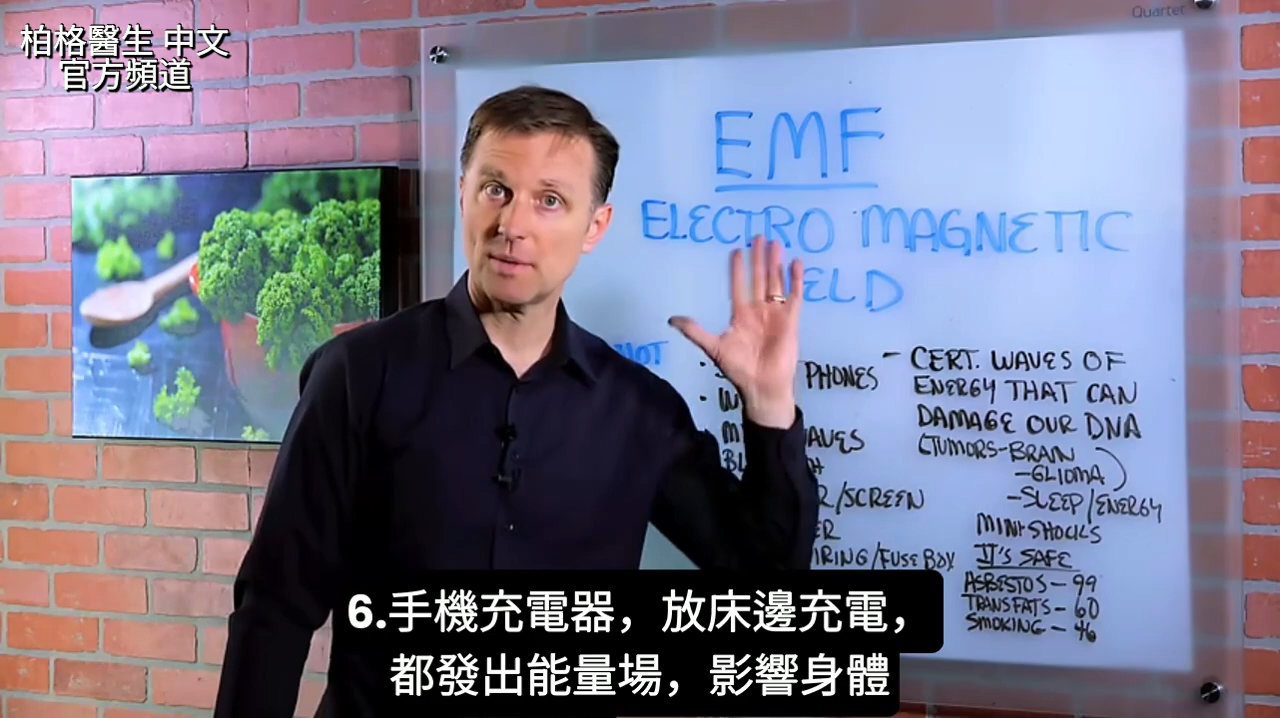 柏格醫生 中文
官方頻道
Quartet
EMF
ELECTRO MAGNETIC
PHONES
SCREEN
FUSE BOX
- CERT. WAVES OF
ENERGY THAT CAN
DAMAGE OUR DNA
(TUMORS-BRAIN
-GLIOMA)
-SLEEP/ENERGY
MINI-SHOCKS
IT'S SAFE
ASBESTOS - 99
TRANSFATS - 60
SMOKING - 46
6.手機充電器，放床邊充電，
都發出能量場，影響身體